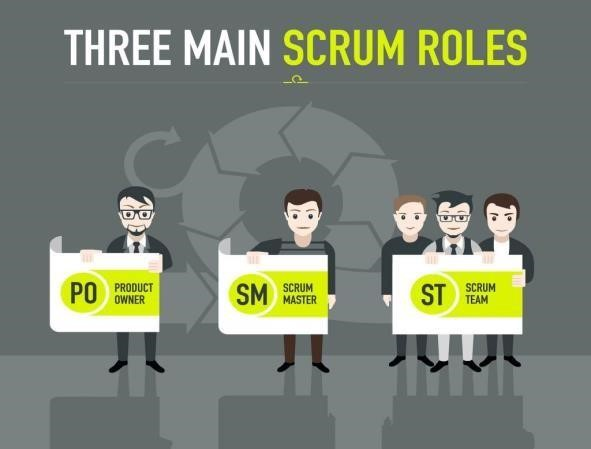 THREE MAIN SCRUM ROLES
PO
PRODUCT
OWNER
SM
SCRUM
MASTER
ST
SCRUM
TEAM